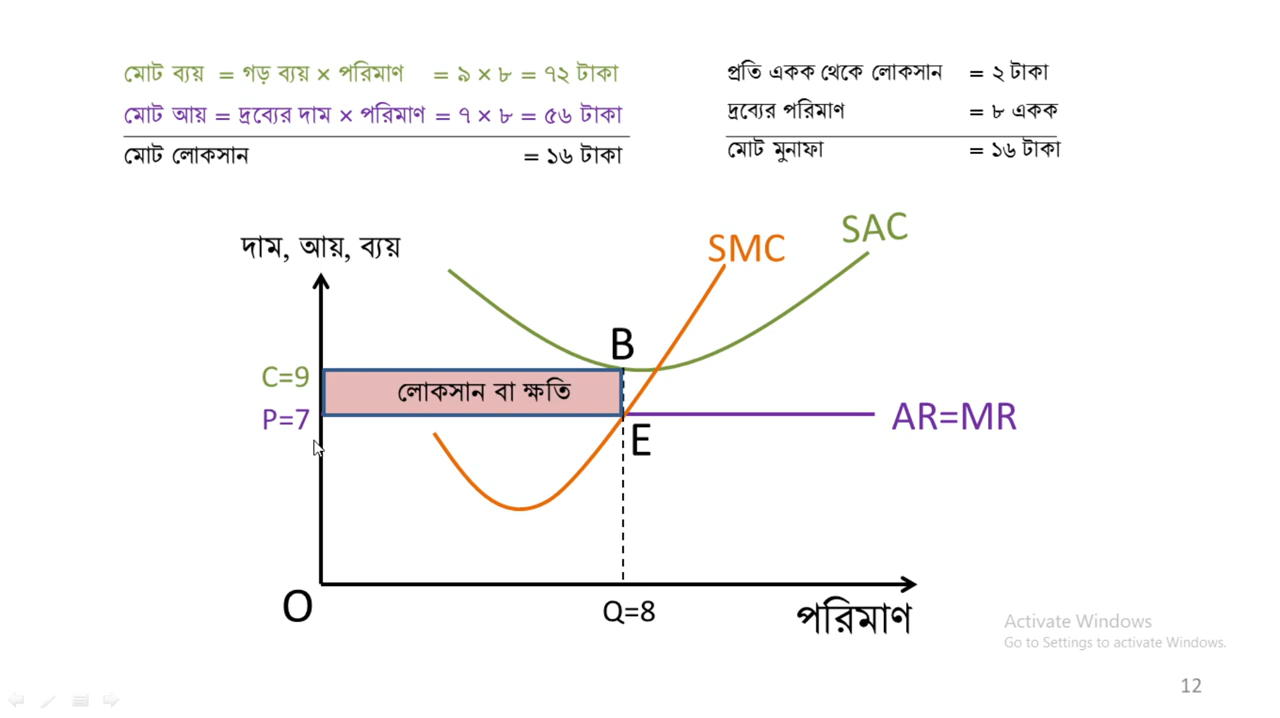 মোট ব্যয় = গড় ব্যয় × পরিমাণ = ৯ × ৮ = ৭২ টাকা
মোট আয় = দ্রব্যের দাম × পরিমাণ = ৭ × ৮ = ৫৬ টাকা
মোট লোকসান = ১৬ টাকা
প্রতি একক থেকে লোকসান = ২ টাকা
দ্রব্যের পরিমাণ = ৮ একক
মোট মুনাফা = ১৬ টাকা
দাম, আয়, ব্যয়
SMC
SAC
B
C=9
লোকসান বা ক্ষতি
P=7
AR=MR
E
O
Q=8
পরিমাণ
Activate Windows
Go to Settings to activate Windows.
12